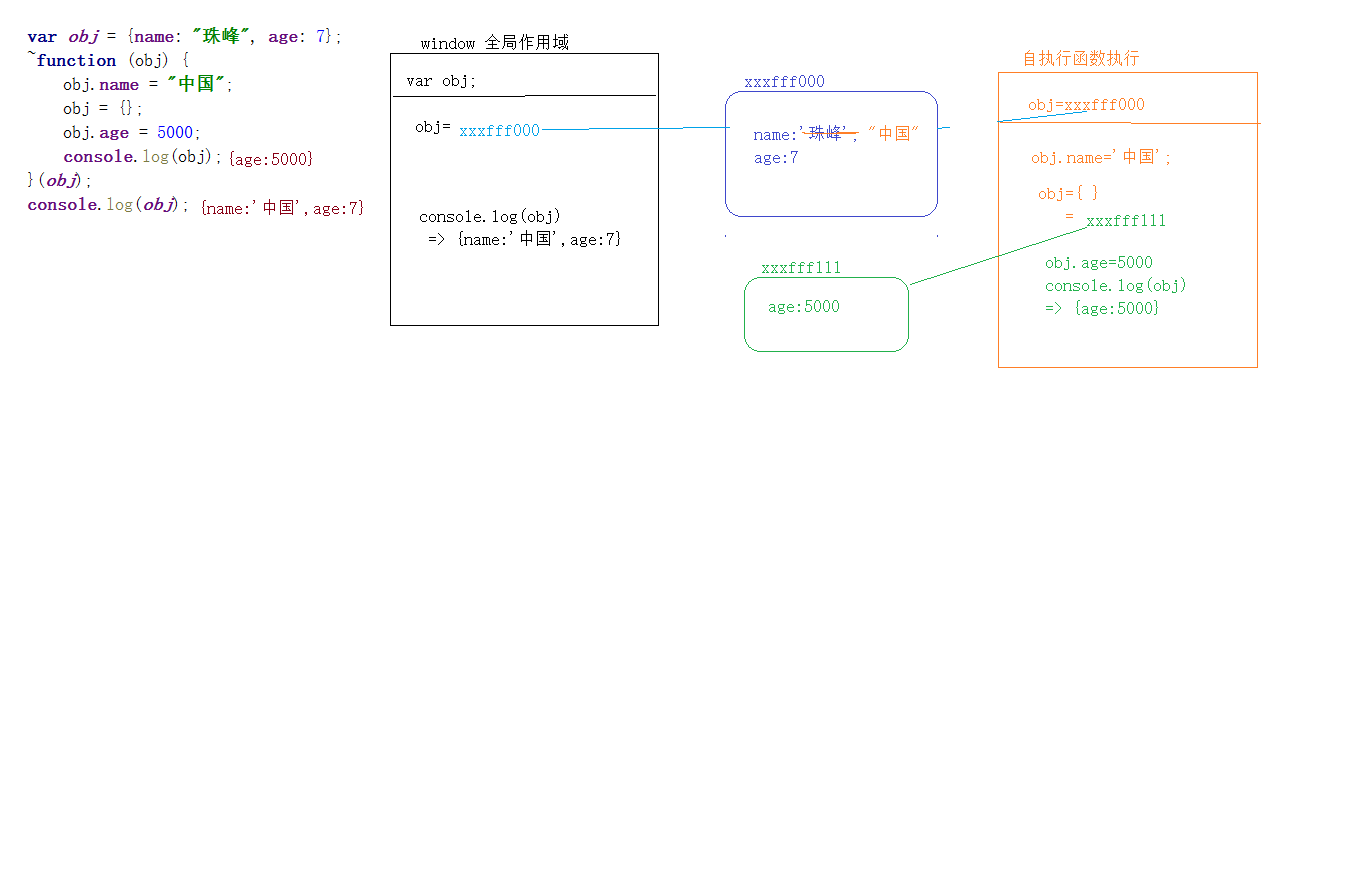 var obj = {name: "珠峰", age: 7};
~function (obj) {
obj.name = "中国";
obj = {};
obj.age = 5000;
console.log(obj); {age:5000}
}(obj);
console.log(obj); {name:'中国',age:7}
window 全局作用域
var obj;
obj= xxxfff000
console.log(obj)
=> {name:'中国',age:7}
xxxfff000
name:'珠峰', "中国"
age:7
xxxfff111
age:5000
自执行函数执行
obj=xxxfff000
obj.name='中国';
obj={ }
= xxxfff111
obj.age=5000
console.log(obj)
=> {age:5000}